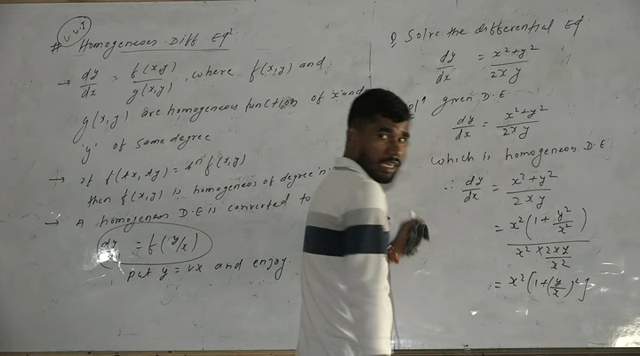 V.V.I
# Homogeneous Diff Eqⁿ
→ dy/dx = f(x,y)/g(x,y), where f(x,y) and
g(x,y) are homogeneous function of 'x' and
'y' of same degree
→ If f(λx, λy) = λⁿ f(x,y)
then f(x,y) is homogeneous of degree 'n'
→ A homogeneous D.E is converted to
dy = f(y/x)
put y = vx and enjoy
Q, Solve the differential Eqⁿ
dy/dx = x²+y²/2xy
given D.E
dy/dx = x²+y²/2xy
which is homogeneous D.E
∴ dy/dx = x²+y²/2xy
= x²(1+y²/x²)/x² × 2xy/x²
= x²[1+(y/x)²]